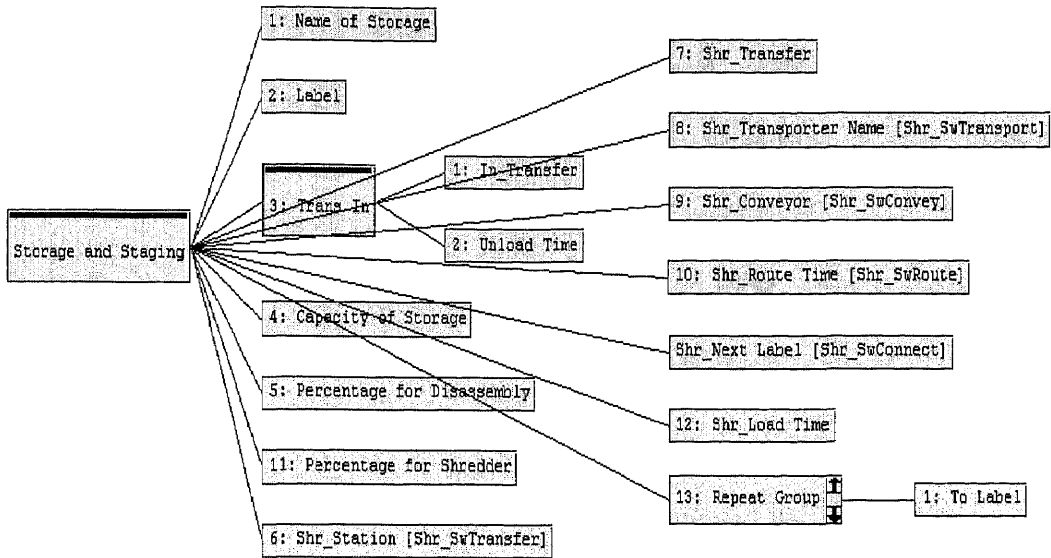 Storage and Staging
1: Name of Storage
2: Label
3: Trans In
1: In_Transfer
2: Unload Time
4: Capacity of Storage
5: Percentage for Disassembly
11: Percentage for Shredder
6: Shr_Station [Shr_SwTransfer]
7: Shr_Transfer
8: Shr_Transporter Name [Shr_SwTransport]
9: Shr_Conveyor [Shr_SwConvey]
10: Shr_Route Time [Shr_SwRoute]
Shr_Next Label [Shr_SwConnect]
12: Shr_Load Time
13: Repeat Group
1: To Label